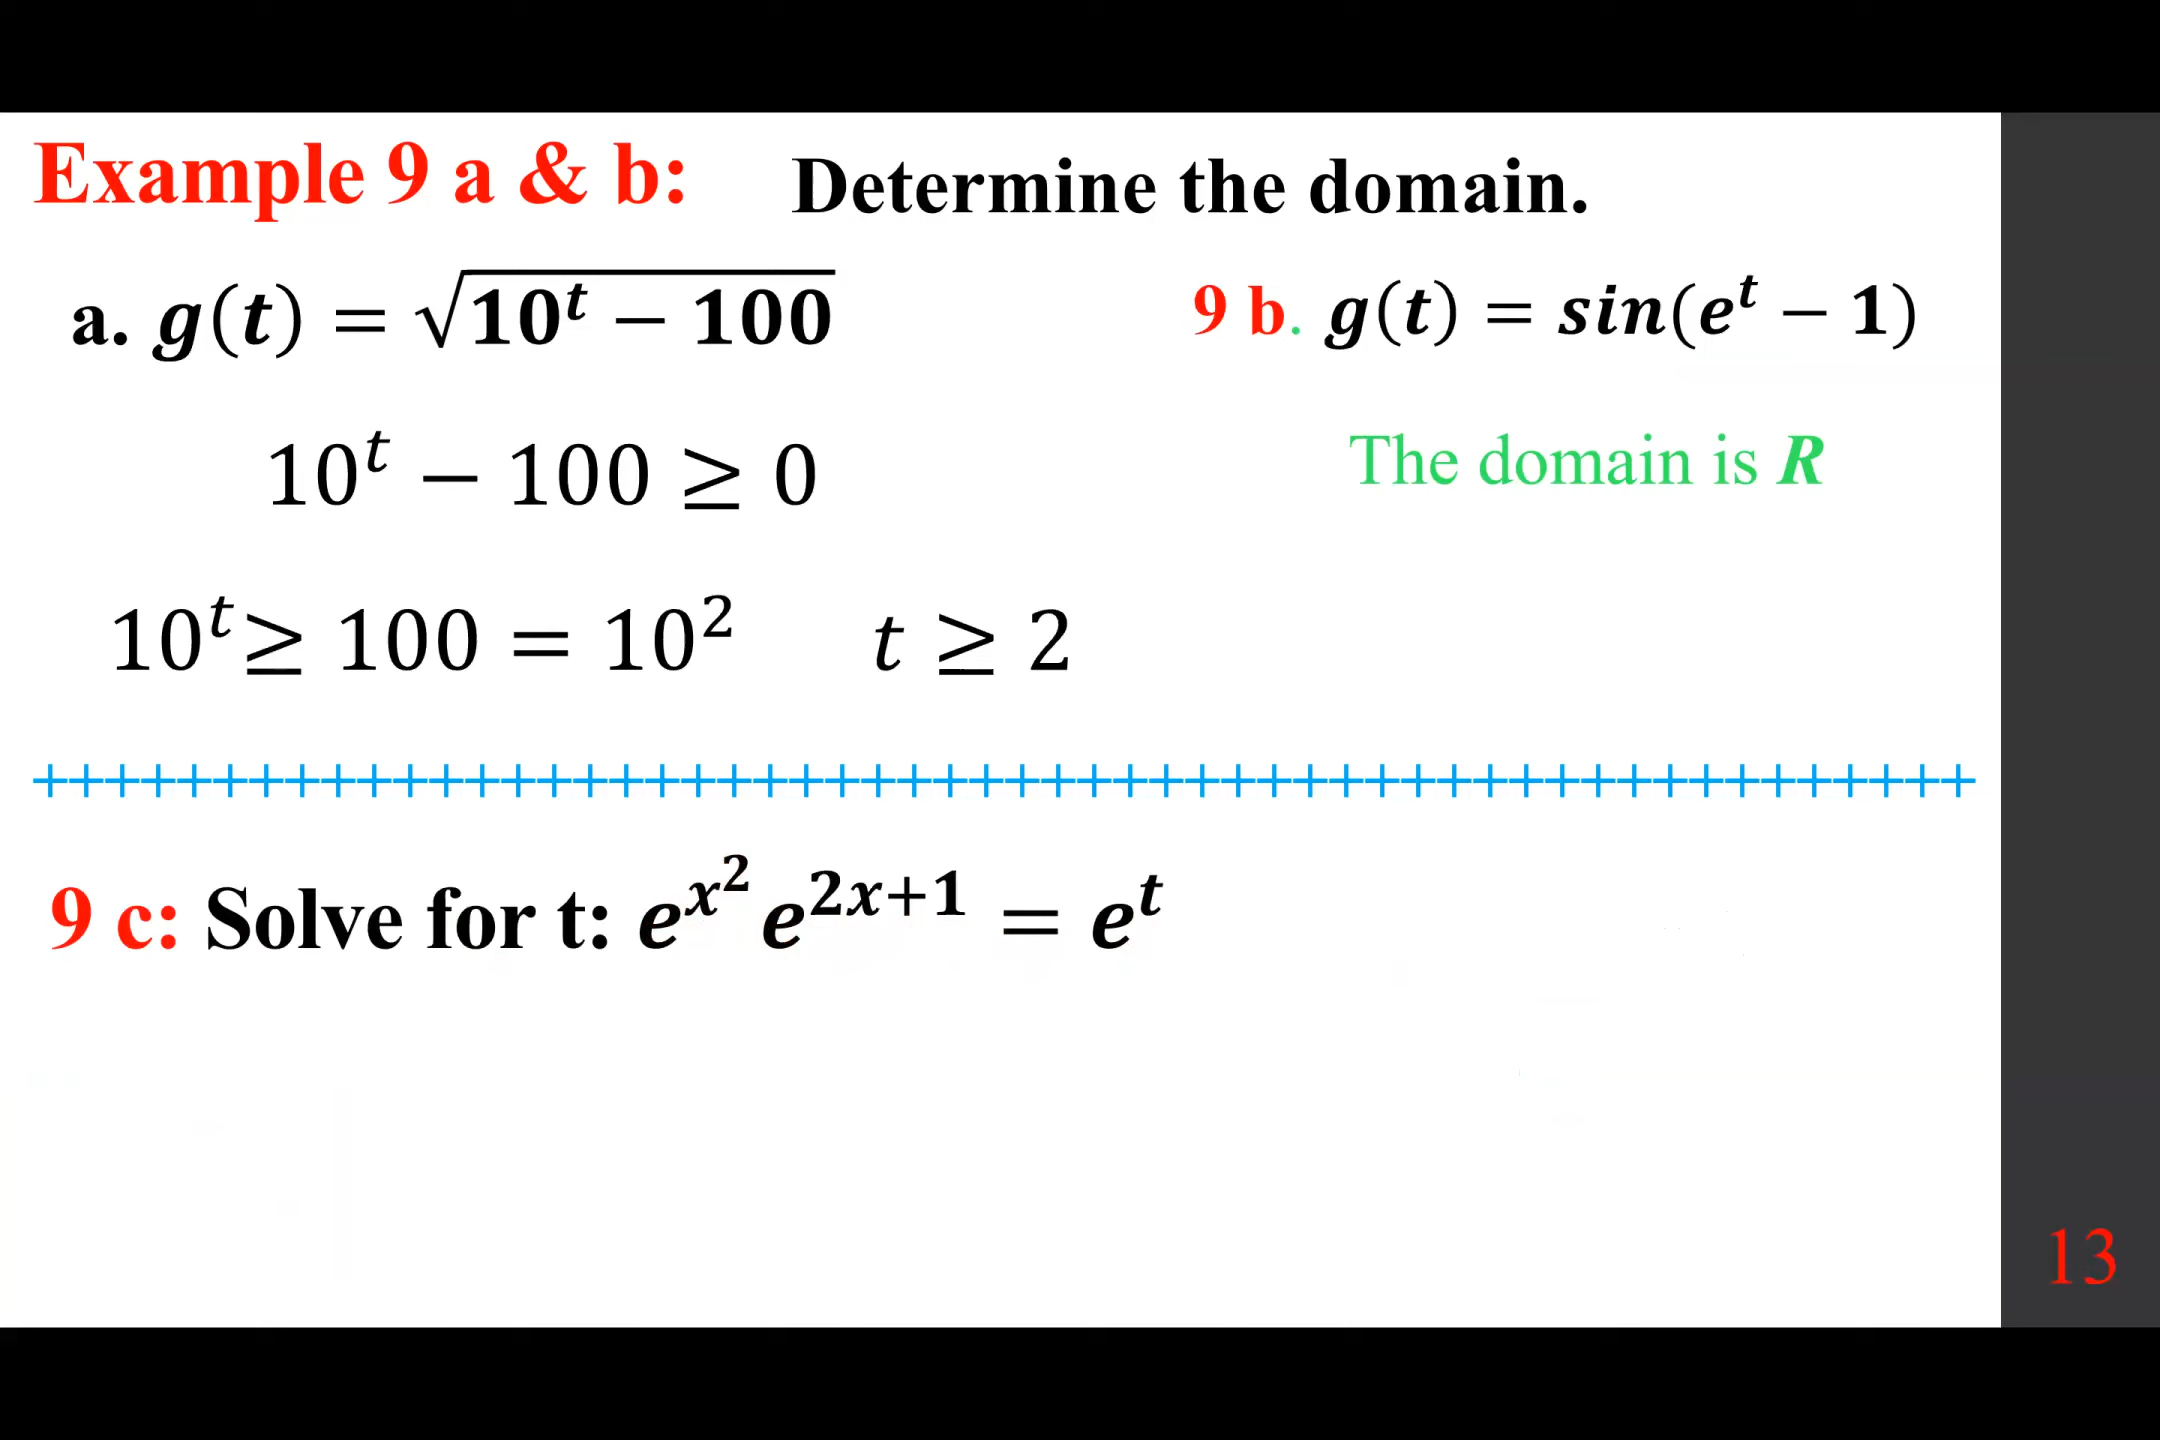 Example 9 a & b: Determine the domain.
a. g(t) = √(10^t − 100)
9 b. g(t) = sin(e^t − 1)
10^t − 100 ≥ 0
The domain is R
10^t ≥ 100 = 10^2 t ≥ 2
++++++++++++++++++++++++++++++++++++++++++++++++++++++
9 c: Solve for t: e^{x^2} e^{2x+1} = e^t
13